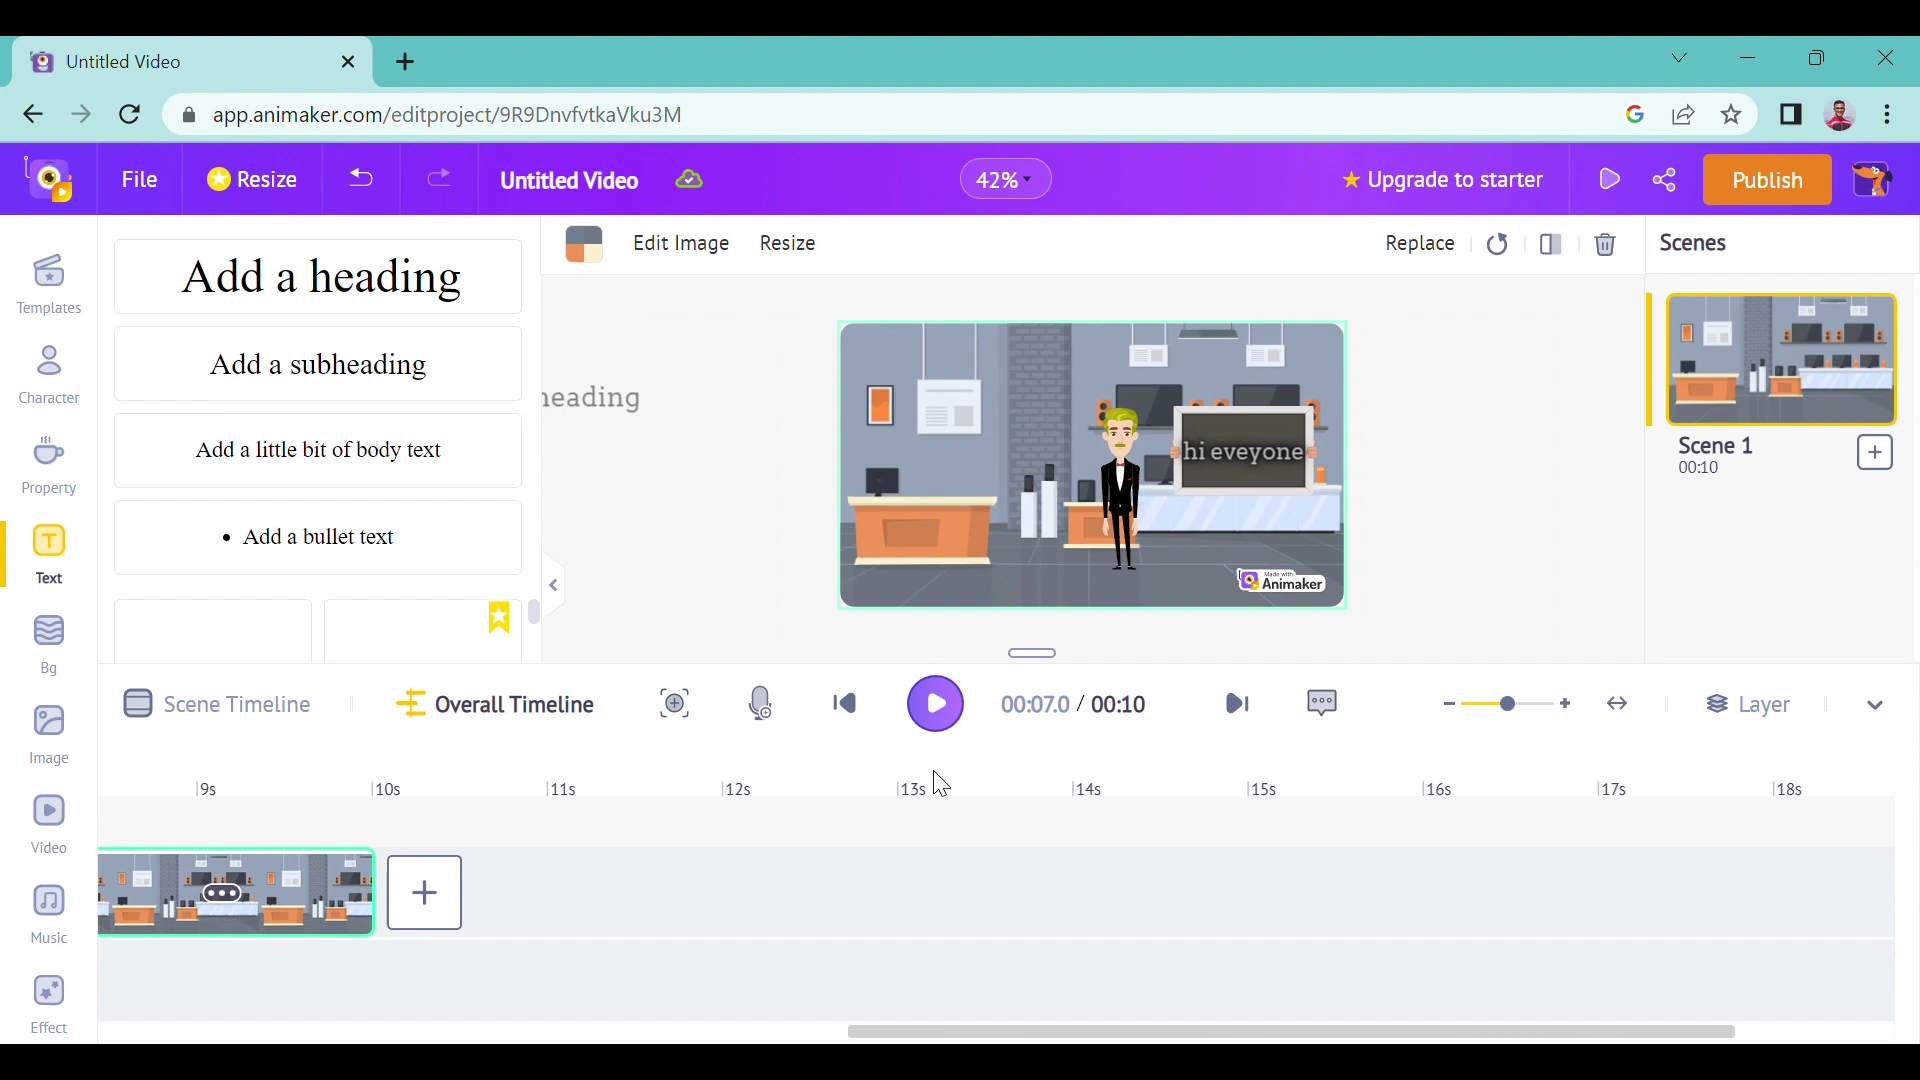 Untitled Video
app.animaker.com/editproject/9R9DnvfvtkaVku3M
File
Resize
Untitled Video
42%
Upgrade to starter
Publish
Templates
Character
Property
Text
Bg
Image
Video
Music
Effect
Add a heading
Add a subheading
Add a little bit of body text
• Add a bullet text
Edit Image
Resize
Replace
heading
hi eveyone
Made with
Animaker
Scenes
Scene 1
00:10
Scene Timeline
Overall Timeline
00:07.0 / 00:10
Layer
9s 10s 11s 12s 13s 14s 15s 16s 17s 18s